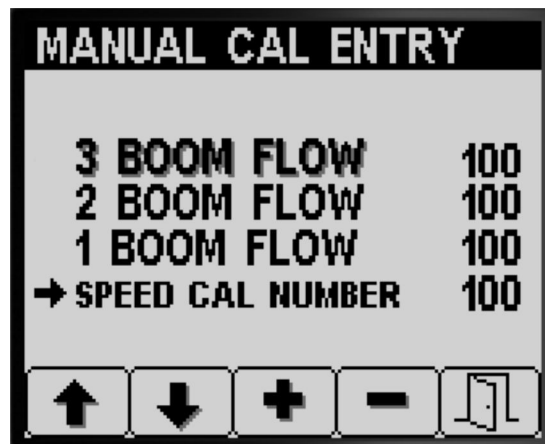 MANUAL CAL ENTRY
3 BOOM FLOW 100
2 BOOM FLOW 100
1 BOOM FLOW 100
SPEED CAL NUMBER 100